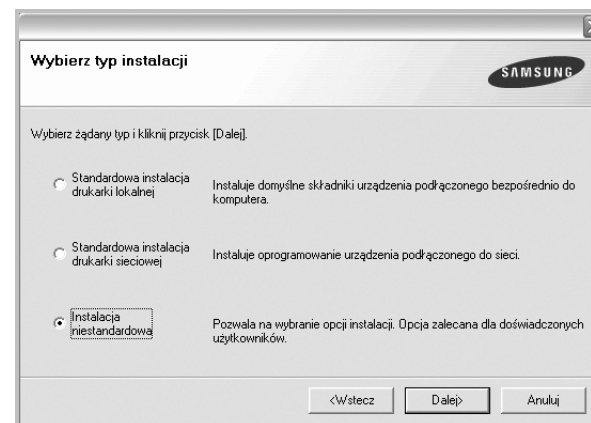 Wybierz typ instalacji
SAMSUNG
Wybierz żądany typ i kliknij przycisk [Dalej].
Standardowa instalacja
drukarki lokalnej
Instaluje domyślne składniki urządzenia podłączonego bezpośrednio do
komputera.
Standardowa instalacja
drukarki sieciowej
Instaluje oprogramowanie urządzenia podłączonego do sieci.
Instalacja
niestandardowa
Pozwala na wybranie opcji instalacji. Opcja zalecana dla doświadczonych
użytkowników.
<Wstecz
Dalej>
Anuluj